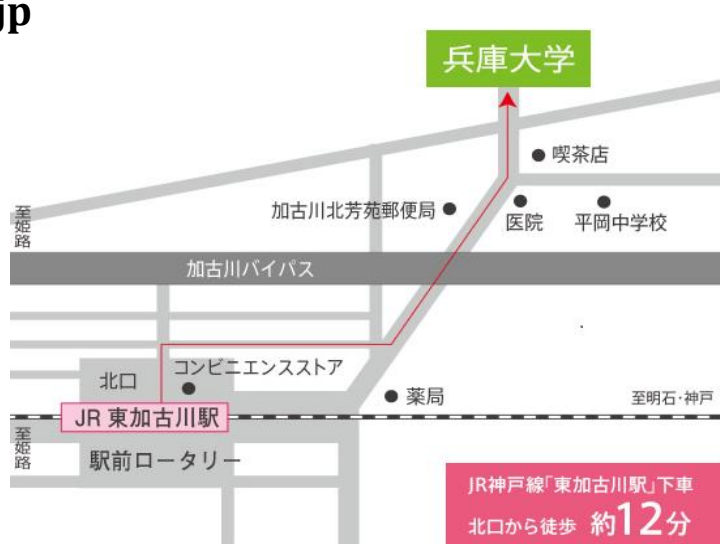 jp
兵庫大学
喫茶店
加古川北芳苑郵便局
医院
平岡中学校
至姫路
加古川バイパス
コンビニエンスストア
北口
薬局
至明石・神戸
JR 東加古川駅
至姫路
駅前ロータリー
JR神戸線「東加古川駅」下車
北口から徒歩 約12分